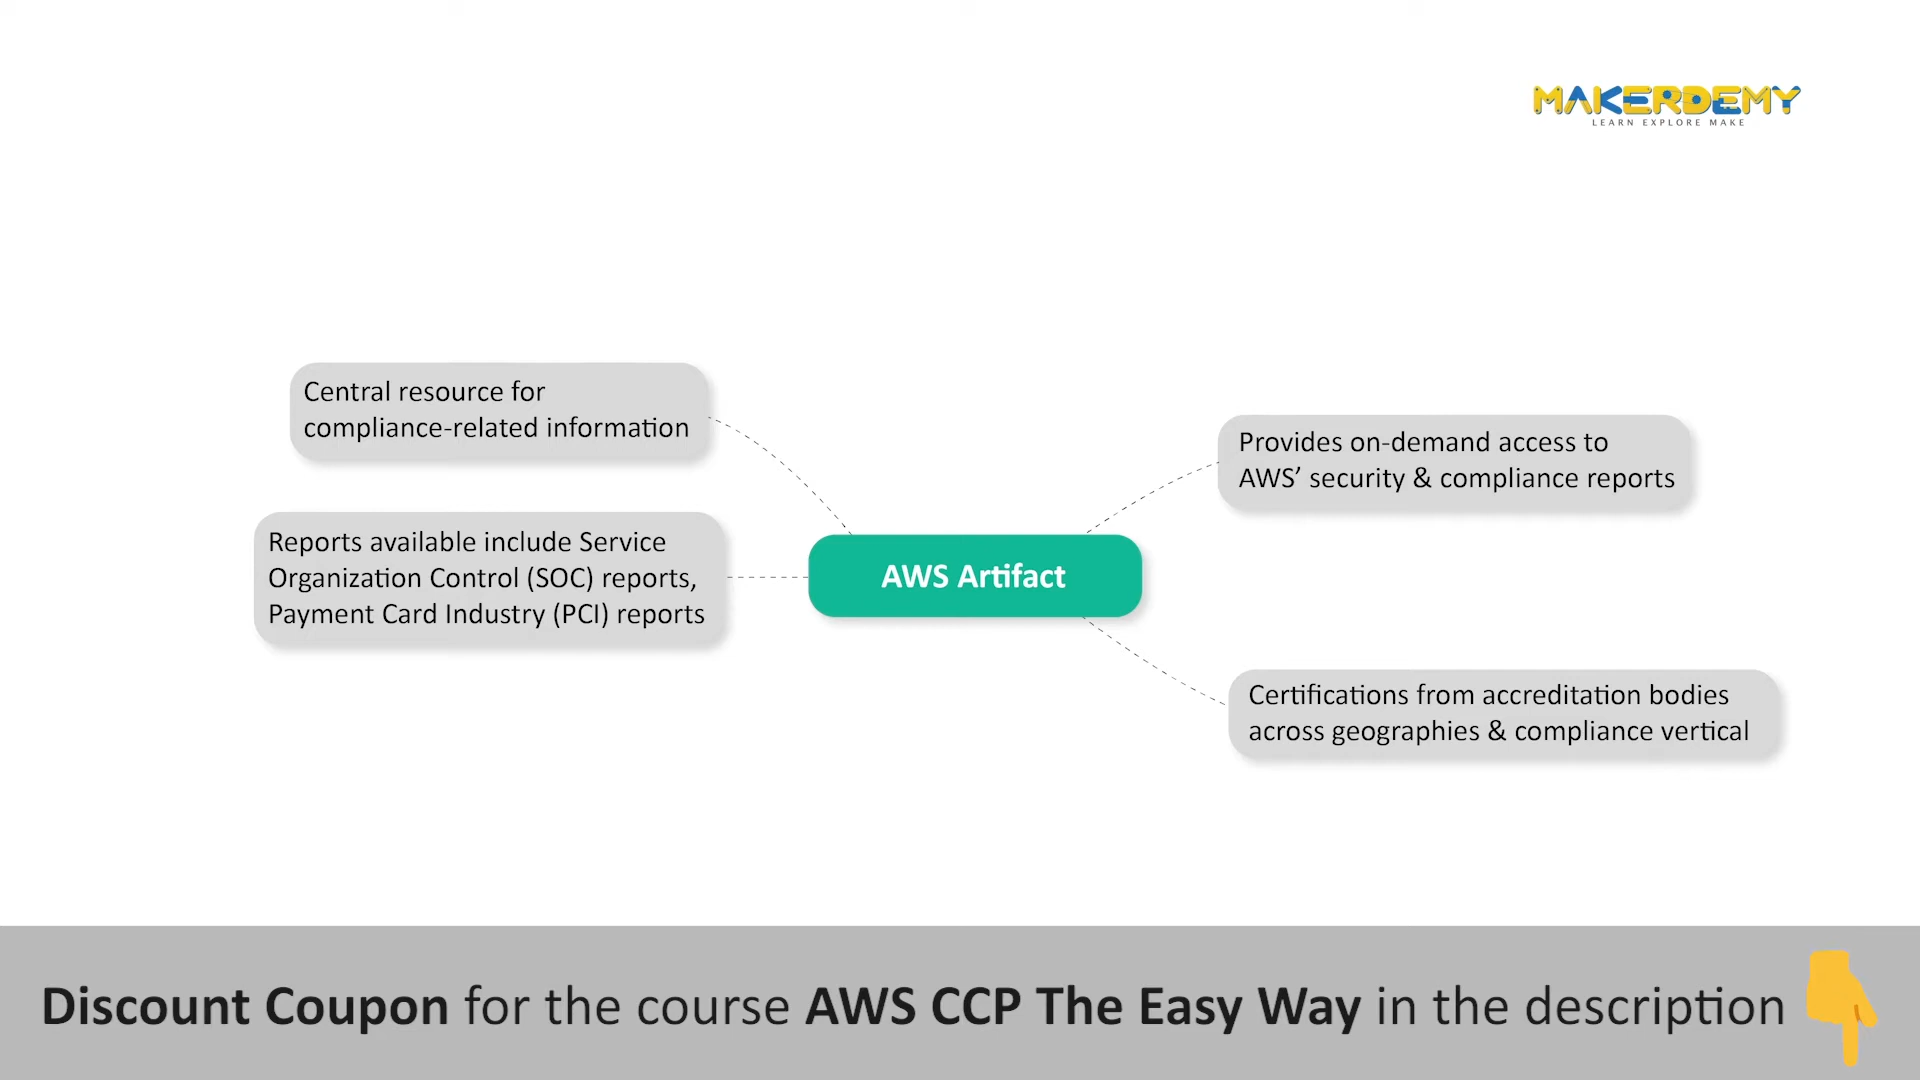 MAKERDEMY
LEARN EXPLORE MAKE
Central resource for
compliance-related information
Reports available include Service
Organization Control (SOC) reports,
Payment Card Industry (PCI) reports
AWS Artifact
Provides on-demand access to
AWS’ security & compliance reports
Certifications from accreditation bodies
across geographies & compliance vertical
Discount Coupon for the course AWS CCP The Easy Way in the description